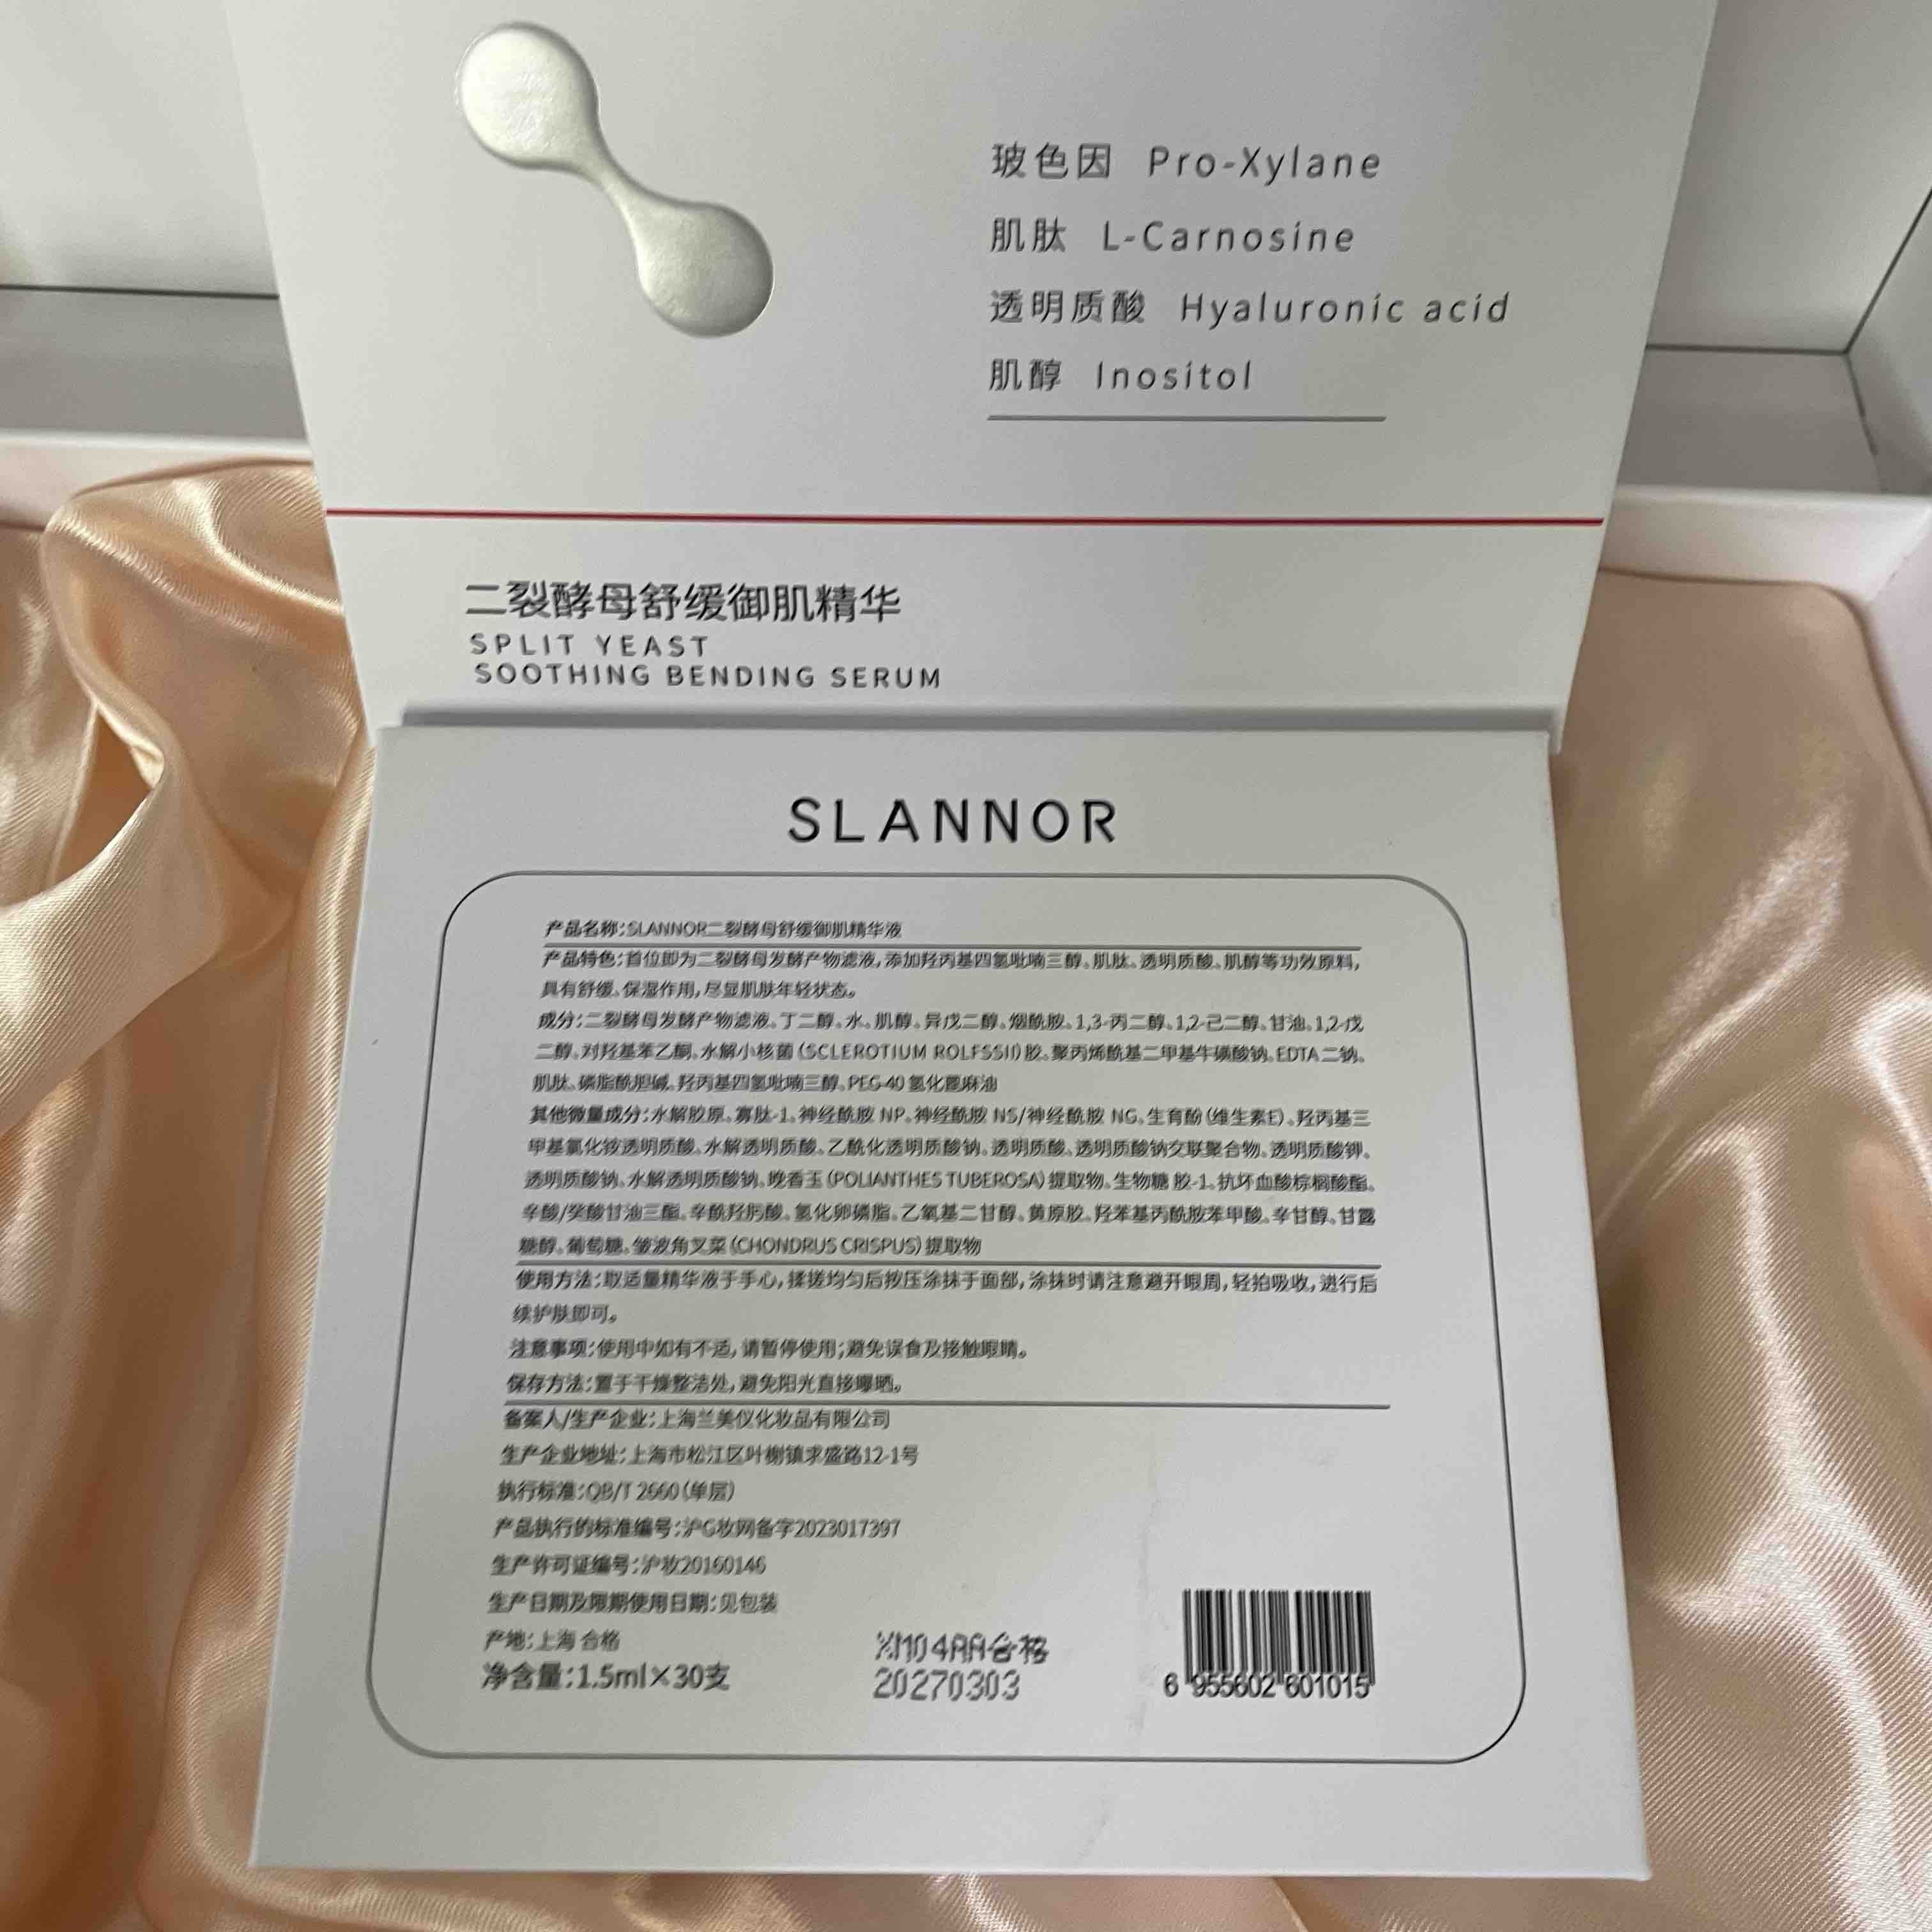 玻色因 Pro-Xylane
肌肽 L-Carnosine
透明质酸 Hyaluronic acid
肌醇 Inositol
二裂酵母舒缓御肌精华
SPLIT YEAST
SOOTHING BENDING SERUM
SLANNOR
产品名称:SLANNOR二裂酵母舒缓御肌精华液
产品特色:首位即为二裂酵母发酵产物滤液,添加羟丙基四氢吡喃三醇、肌肽、透明质酸、肌醇等功效原料,
具有舒缓、保湿作用,尽显肌肤年轻状态。
成分:二裂酵母发酵产物滤液、丁二醇、水、肌醇、异戊二醇、烟酰胺、1,3-丙二醇、1,2-己二醇、甘油、1,2-戊
二醇、对羟基苯乙酮、水解小核菌(SCLEROTIUM ROLFSSII)胶、聚丙烯酰基二甲基牛磺酸钠、EDTA二钠、
肌肽、磷脂酰胆碱、羟丙基四氢吡喃三醇、PEG-40 氢化蓖麻油
其他微量成分:水解胶原、寡肽-1、神经酰胺 NP、神经酰胺 NS/神经酰胺 NG、生育酚(维生素E)、羟丙基三
甲基氯化铵透明质酸、水解透明质酸、乙酰化透明质酸钠、透明质酸、透明质酸钠交联聚合物、透明质酸钾、
透明质酸钠、水解透明质酸钠、晚香玉(POLIANTHES TUBEROSA)提取物、生物糖胶-1、抗坏血酸棕榈酸酯、
辛酸/癸酸甘油三酯、辛酰羟肟酸、氢化卵磷脂、乙氧基二甘醇、黄原胶、羟苯基丙酰胺苯甲酸、辛甘醇、甘露
糖醇、葡萄糖、皱波角叉菜(CHONDRUS CRISPUS)提取物
使用方法:取适量精华液于手心,揉搓均匀后按压涂抹于面部,涂抹时请注意避开眼周,轻拍吸收,进行后
续护肤即可。
注意事项:使用中如有不适,请暂停使用;避免误食及接触眼睛。
保存方法:置于干燥整洁处,避免阳光直接曝晒。
备案人/生产企业:上海兰美仪化妆品有限公司
生产企业地址:上海市松江区叶榭镇求盛路12-1号
执行标准:QB/T 2660(单层)
产品执行的标准编号:沪G妆网备字2023017397
生产许可证编号:沪妆20160146
生产日期及限期使用日期:见包装
产地:上海 合格
净含量:1.5ml×30支
XM04AA合格
20270303
6 955602 601015